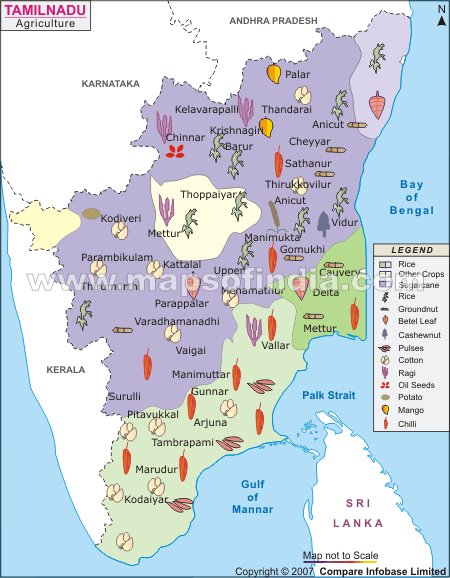 TAMILNADU
Agriculture
ANDHRA PRADESH
N
KARNATAKA
Palar
Kelavarapalli
Thandarai
Krishnagiri
Anicut
Chinnar
Barur
Cheyyar
Sathanur
Thoppaiyar
Thirukkovilur
Anicut
Bay
of
Bengal
Kodiveri
Mettur
Vidur
Manimukta
Gomukhi
Parambikulam
Kattalai
Upper
Cauvery
www.mapsofindia.com
Thirumurthi
Parappalar
Menamathur
Delta
Varadhamanadhi
Mettur
Vaigai
Vallar
KERALA
Manimuttar
Palk Strait
Surulli
Gunnar
Pitavukkal
Arjuna
Tambrapami
Marudur
Gulf
of
Mannar
Kodaiyar
SRI
LANKA
LEGEND
Rice
Other Crops
Sugarcane
Rice
Groundnut
Betel Leaf
Cashewnut
Pulses
Cotton
Ragi
Oil Seeds
Potato
Mango
Chilli
Map not to Scale
Copyright © 2007 Compare Infobase Limited